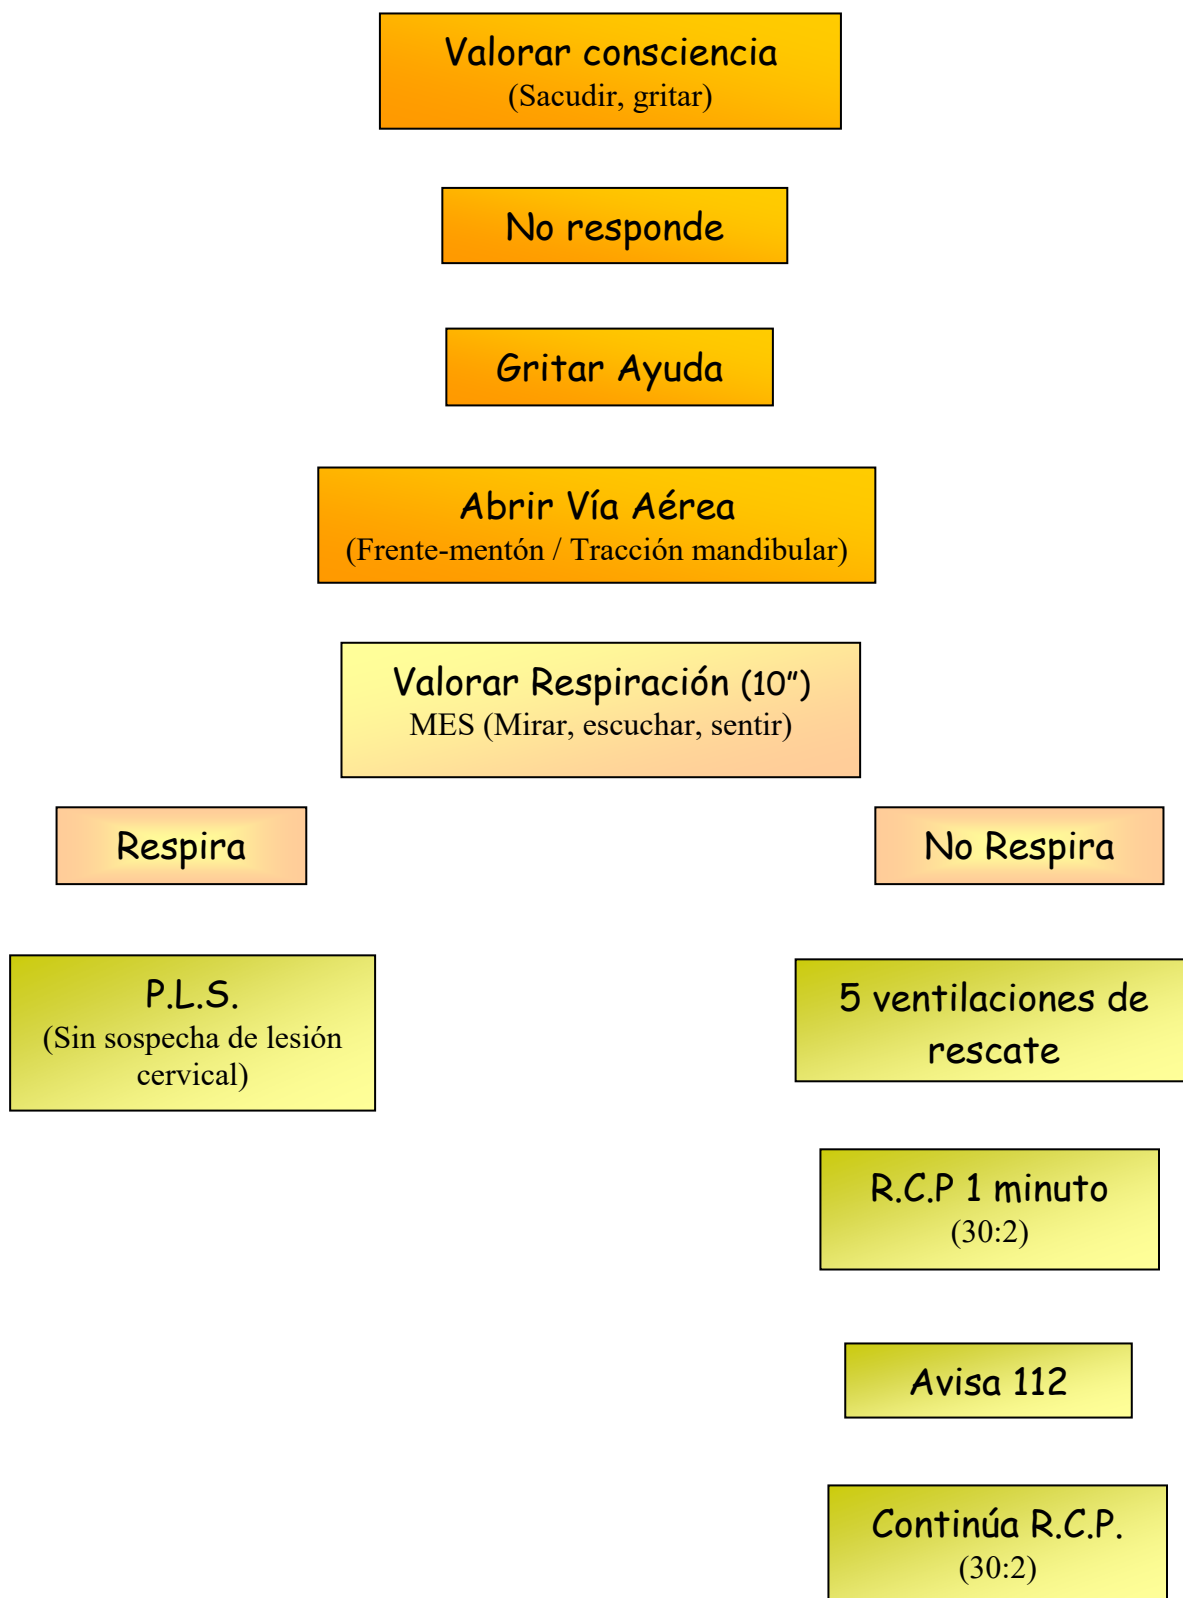 Valorar consciencia
(Sacudir, gritar)
No responde
Gritar Ayuda
Abrir Vía Aérea
(Frente-mentón / Tracción mandibular)
Valorar Respiración (10”)
MES (Mirar, escuchar, sentir)
Respira
No Respira
P.L.S.
(Sin sospecha de lesión
cervical)
5 ventilaciones de
rescate
R.C.P 1 minuto
(30:2)
Avisa 112
Continúa R.C.P.
(30:2)